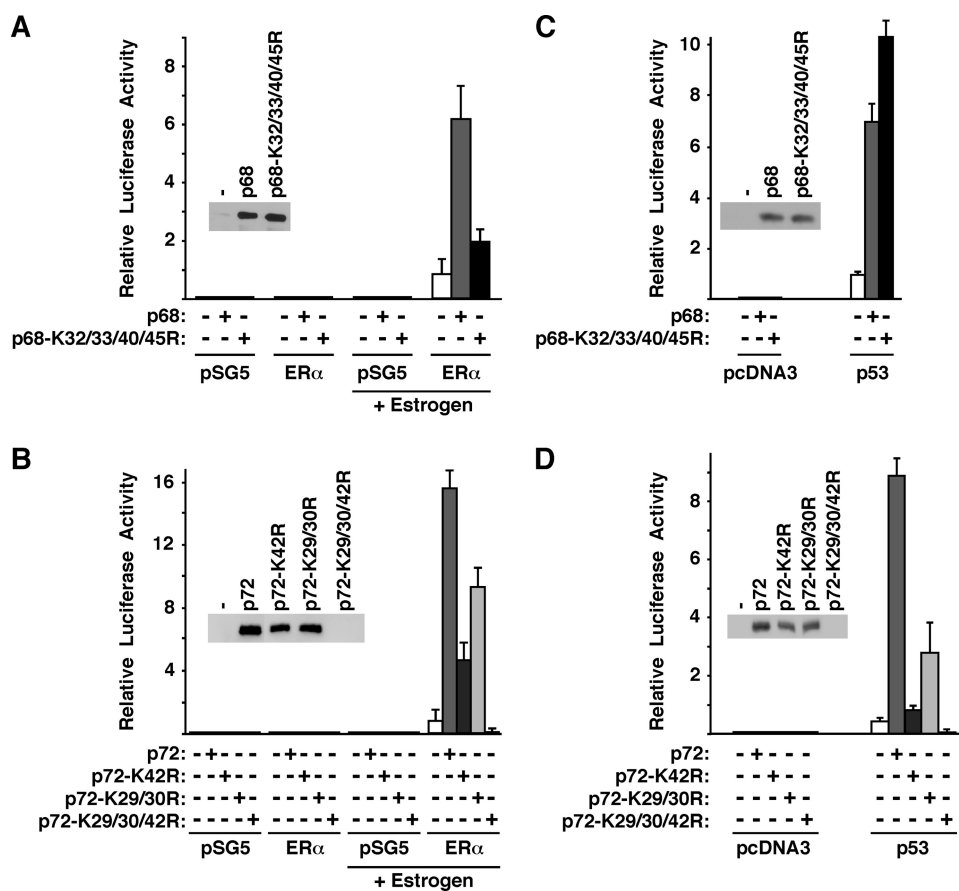 A
Relative Luciferase Activity
8
6
4
2
-
p68
p68-K32/33/40/45R
p68: - + - - + - - + - - + -
p68-K32/33/40/45R: - - + - - + - - + - - +
pSG5 ERα pSG5 ERα
+ Estrogen
C
Relative Luciferase Activity
10
8
6
4
2
-
p68
p68-K32/33/40/45R
p68: - + - - + -
p68-K32/33/40/45R: - - + - - +
pcDNA3 p53
B
Relative Luciferase Activity
16
12
8
4
-
p72
p72-K42R
p72-K29/30R
p72-K29/30/42R
p72: - + - - - - + - - - - + - - - - + - - -
p72-K42R: - - + - - - - + - - - - + - - - - + - -
p72-K29/30R: - - - + - - - - + - - - - + - - - - + -
p72-K29/30/42R: - - - - + - - - - + - - - - + - - - - +
pSG5 ERα pSG5 ERα
+ Estrogen
D
Relative Luciferase Activity
8
6
4
2
-
p72
p72-K42R
p72-K29/30R
p72-K29/30/42R
p72: - + - - - - + - - -
p72-K42R: - - + - - - - + - -
p72-K29/30R: - - - + - - - - + -
p72-K29/30/42R: - - - - + - - - - +
pcDNA3 p53